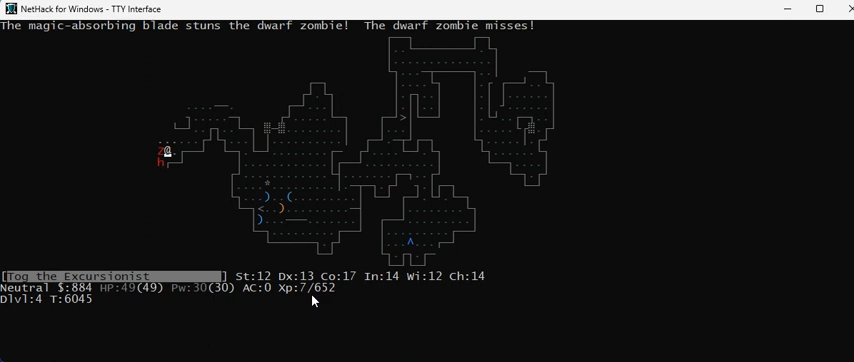 NetHack for Windows - TTY Interface
The magic-absorbing blade stuns the dwarf zombie!  The dwarf zombie misses!
[Tog the Excursionist          ] St:12 Dx:13 Co:17 In:14 Wi:12 Ch:14
Neutral $:884 HP:49(49) Pw:30(30) AC:0 Xp:7/652
Dlvl:4 T:6045